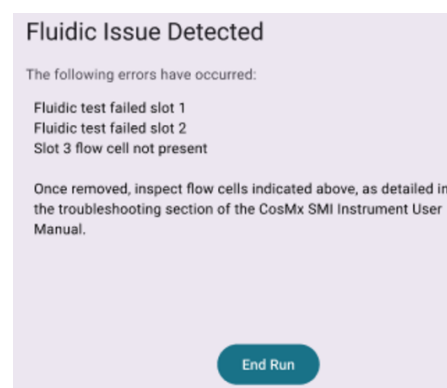 Fluidic Issue Detected
The following errors have occurred:
Fluidic test failed slot 1
Fluidic test failed slot 2
Slot 3 flow cell not present
Once removed, inspect flow cells indicated above, as detailed in
the troubleshooting section of the CosMx SMI Instrument User
Manual.
End Run